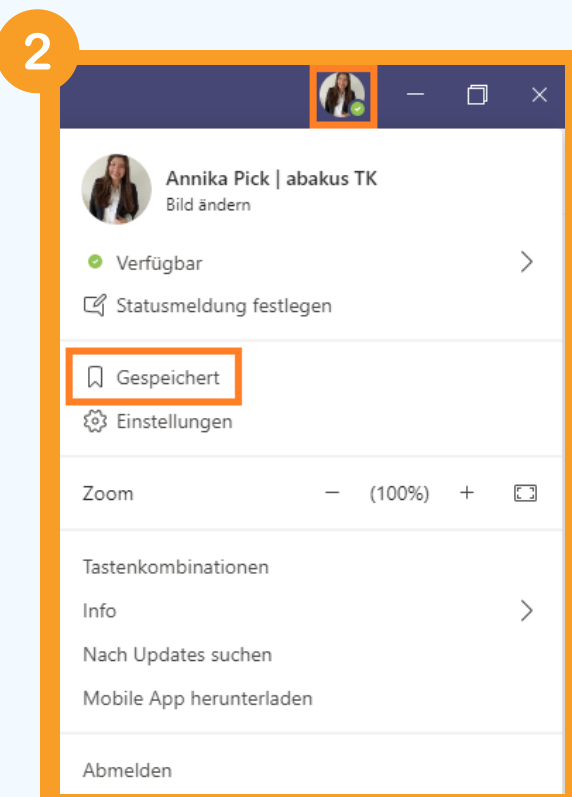 2
Annika Pick | abakus TK
Bild ändern
Verfügbar
Statusmeldung festlegen
Gespeichert
Einstellungen
Zoom − (100%) +
Tastenkombinationen
Info
Nach Updates suchen
Mobile App herunterladen
Abmelden